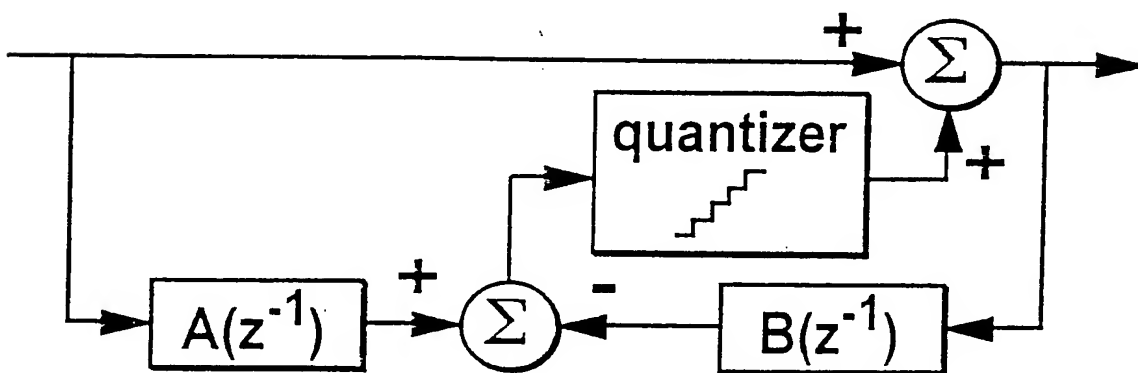 +
Σ
quantizer
+
+
-
A(z⁻¹)
Σ
B(z⁻¹)